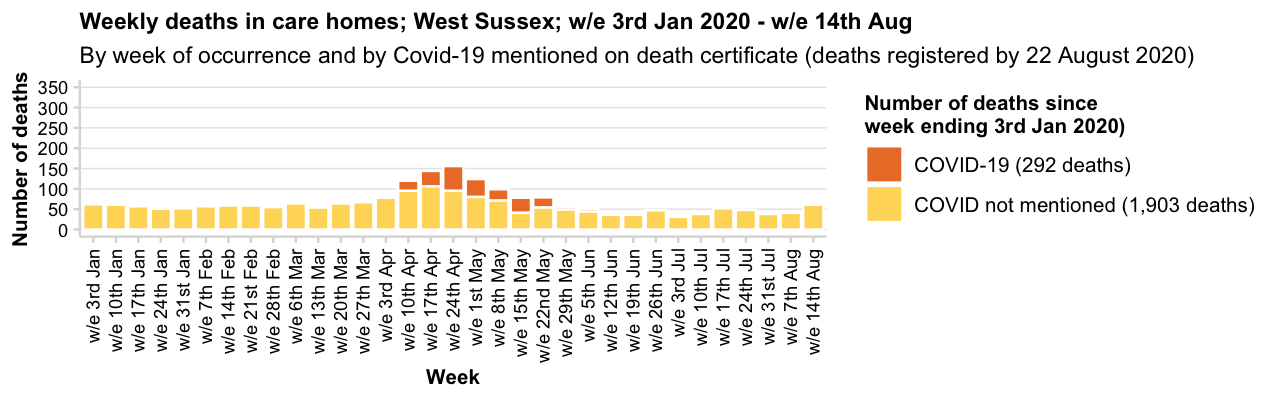 Weekly deaths in care homes; West Sussex; w/e 3rd Jan 2020 - w/e 14th Aug
By week of occurrence and by Covid-19 mentioned on death certificate (deaths registered by 22 August 2020)
Number of deaths
350
300
250
200
150
100
50
0
w/e 3rd Jan
w/e 10th Jan
w/e 17th Jan
w/e 24th Jan
w/e 31st Jan
w/e 7th Feb
w/e 14th Feb
w/e 21st Feb
w/e 28th Feb
w/e 6th Mar
w/e 13th Mar
w/e 20th Mar
w/e 27th Mar
w/e 3rd Apr
w/e 10th Apr
w/e 17th Apr
w/e 24th Apr
w/e 1st May
w/e 8th May
w/e 15th May
w/e 22nd May
w/e 29th May
w/e 5th Jun
w/e 12th Jun
w/e 19th Jun
w/e 26th Jun
w/e 3rd Jul
w/e 10th Jul
w/e 17th Jul
w/e 24th Jul
w/e 31st Jul
w/e 7th Aug
w/e 14th Aug
Week
Number of deaths since
week ending 3rd Jan 2020)
COVID-19 (292 deaths)
COVID not mentioned (1,903 deaths)